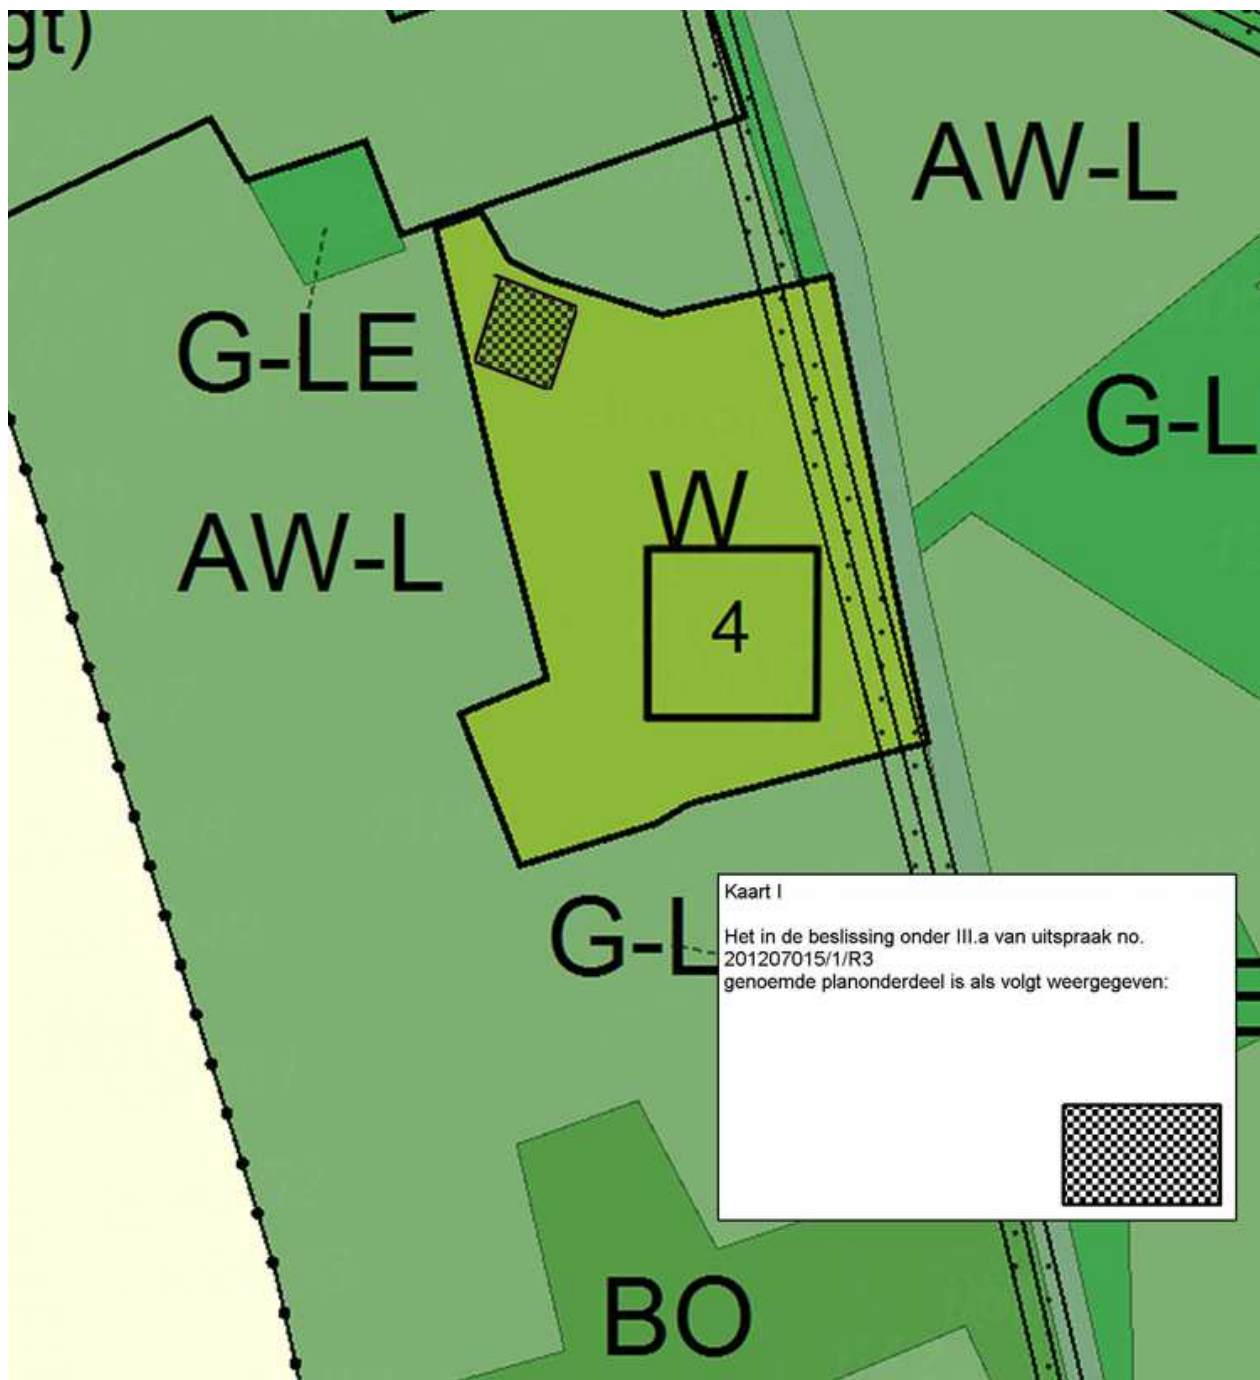 gt)
AW-L
G-LE
G-L
W
AW-L
4
G-L
Kaart I
Het in de beslissing onder III.a van uitspraak no.
201207015/1/R3
genoemde planonderdeel is als volgt weergegeven:
BO